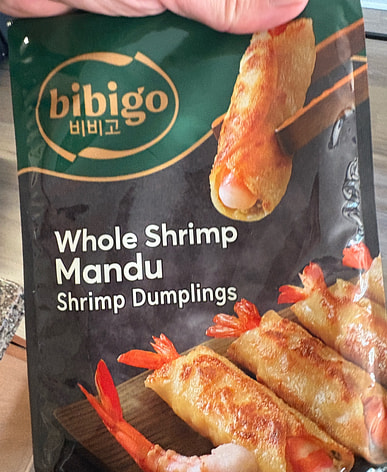 bibigo
비비고
Whole Shrimp
Mandu
Shrimp Dumplings